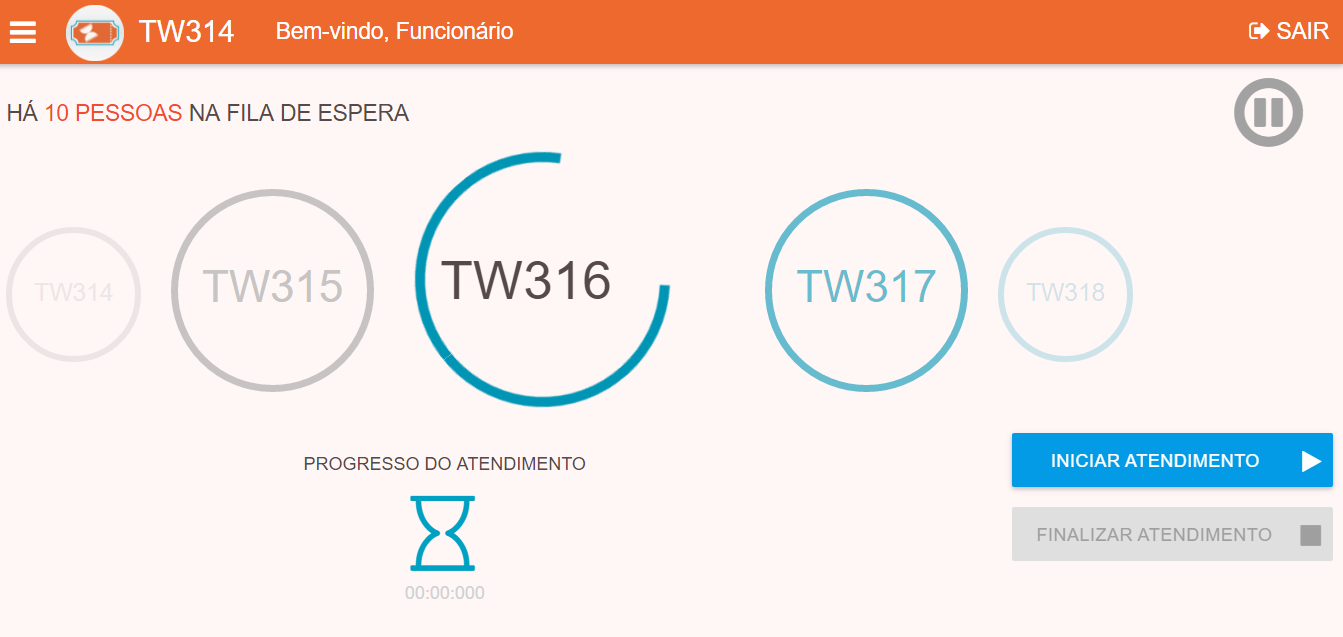 TW314 Bem-vindo, Funcionário SAIR
HÁ 10 PESSOAS NA FILA DE ESPERA
TW314 TW315 TW316 TW317 TW318
PROGRESSO DO ATENDIMENTO
INICIAR ATENDIMENTO
FINALIZAR ATENDIMENTO
00:00:000